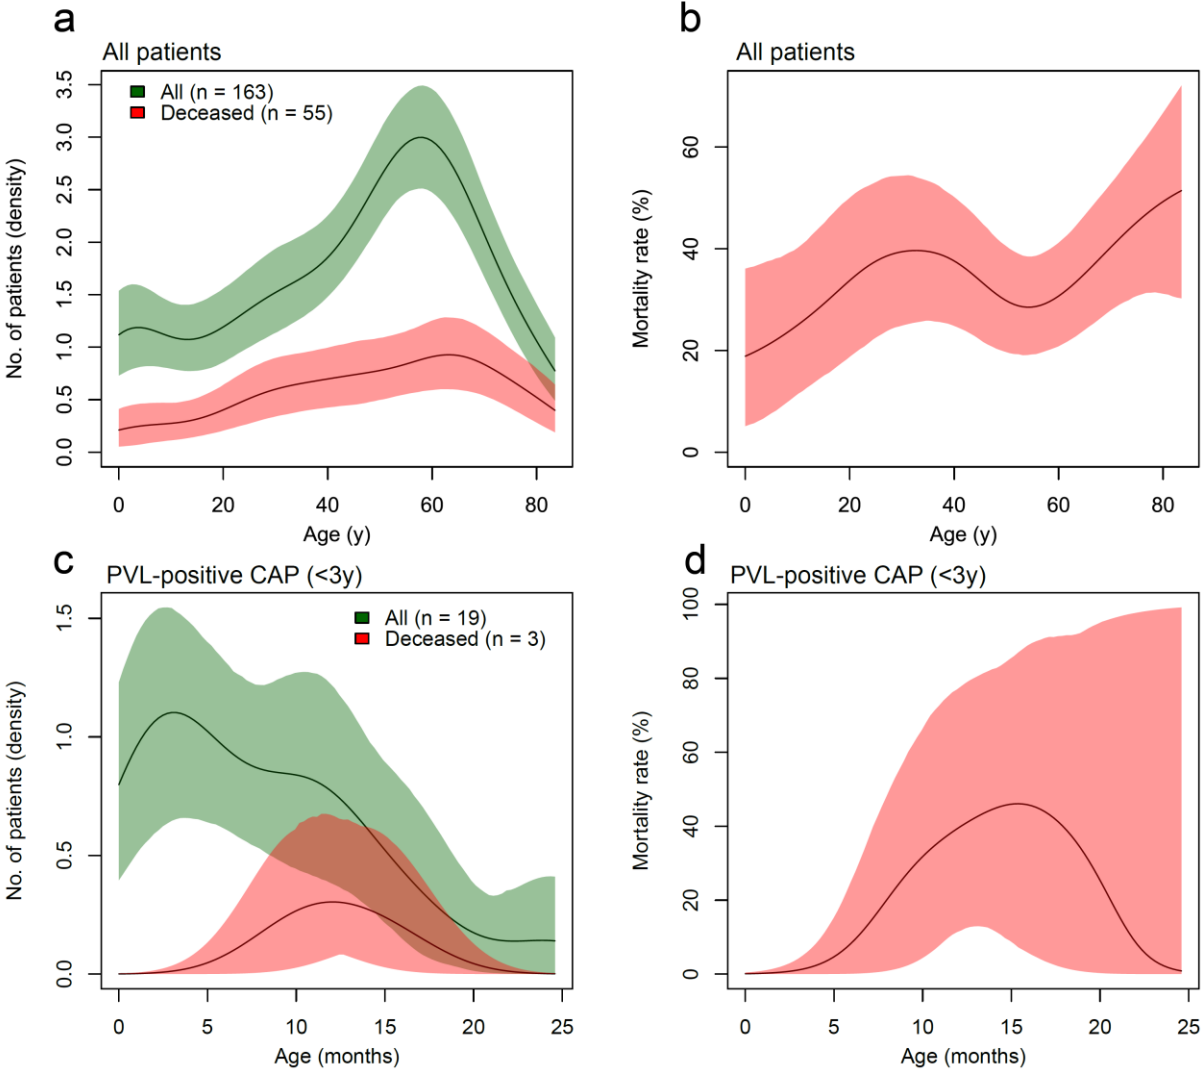 a
All patients
All (n = 163)
Deceased (n = 55)
No. of patients (density)
0.0 0.5 1.0 1.5 2.0 2.5 3.0 3.5
0 20 40 60 80
Age (y)
b
All patients
Mortality rate (%)
0 20 40 60
0 20 40 60 80
Age (y)
c
PVL-positive CAP (<3y)
All (n = 19)
Deceased (n = 3)
No. of patients (density)
0.0 0.5 1.0 1.5
0 5 10 15 20 25
Age (months)
d
PVL-positive CAP (<3y)
Mortality rate (%)
0 20 40 60 80 100
0 5 10 15 20 25
Age (months)